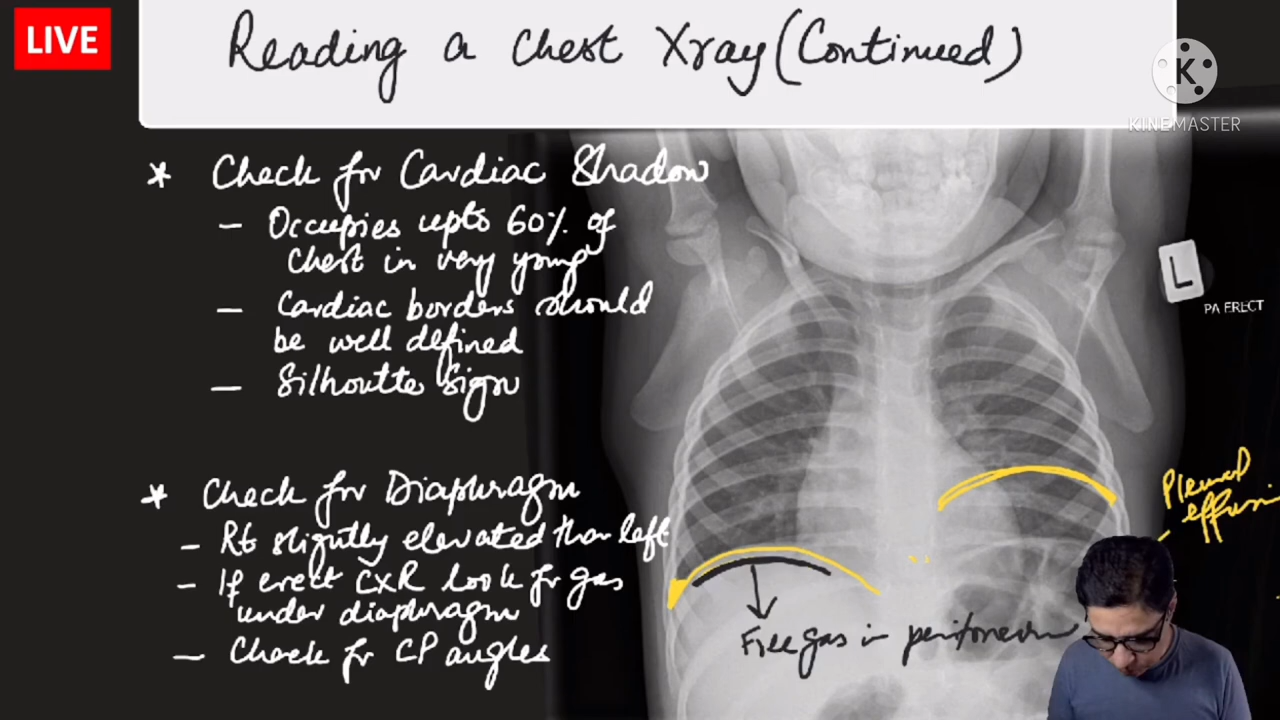 LIVE
Reading a Chest Xray (Continued)
KINEMASTER
* Check for Cardiac Shadow
- Occupies upto 60% of
chest in very young
- Cardiac borders should
be well defined
- Silhoutte Sign
L
PA ERECT
* Check for Diaphragm
- Rt slightly elevated than left
- If erect CXR look for gas
under diaphragm
- Check for CP angles
Pleural
effusi
Free gas in peritoneum